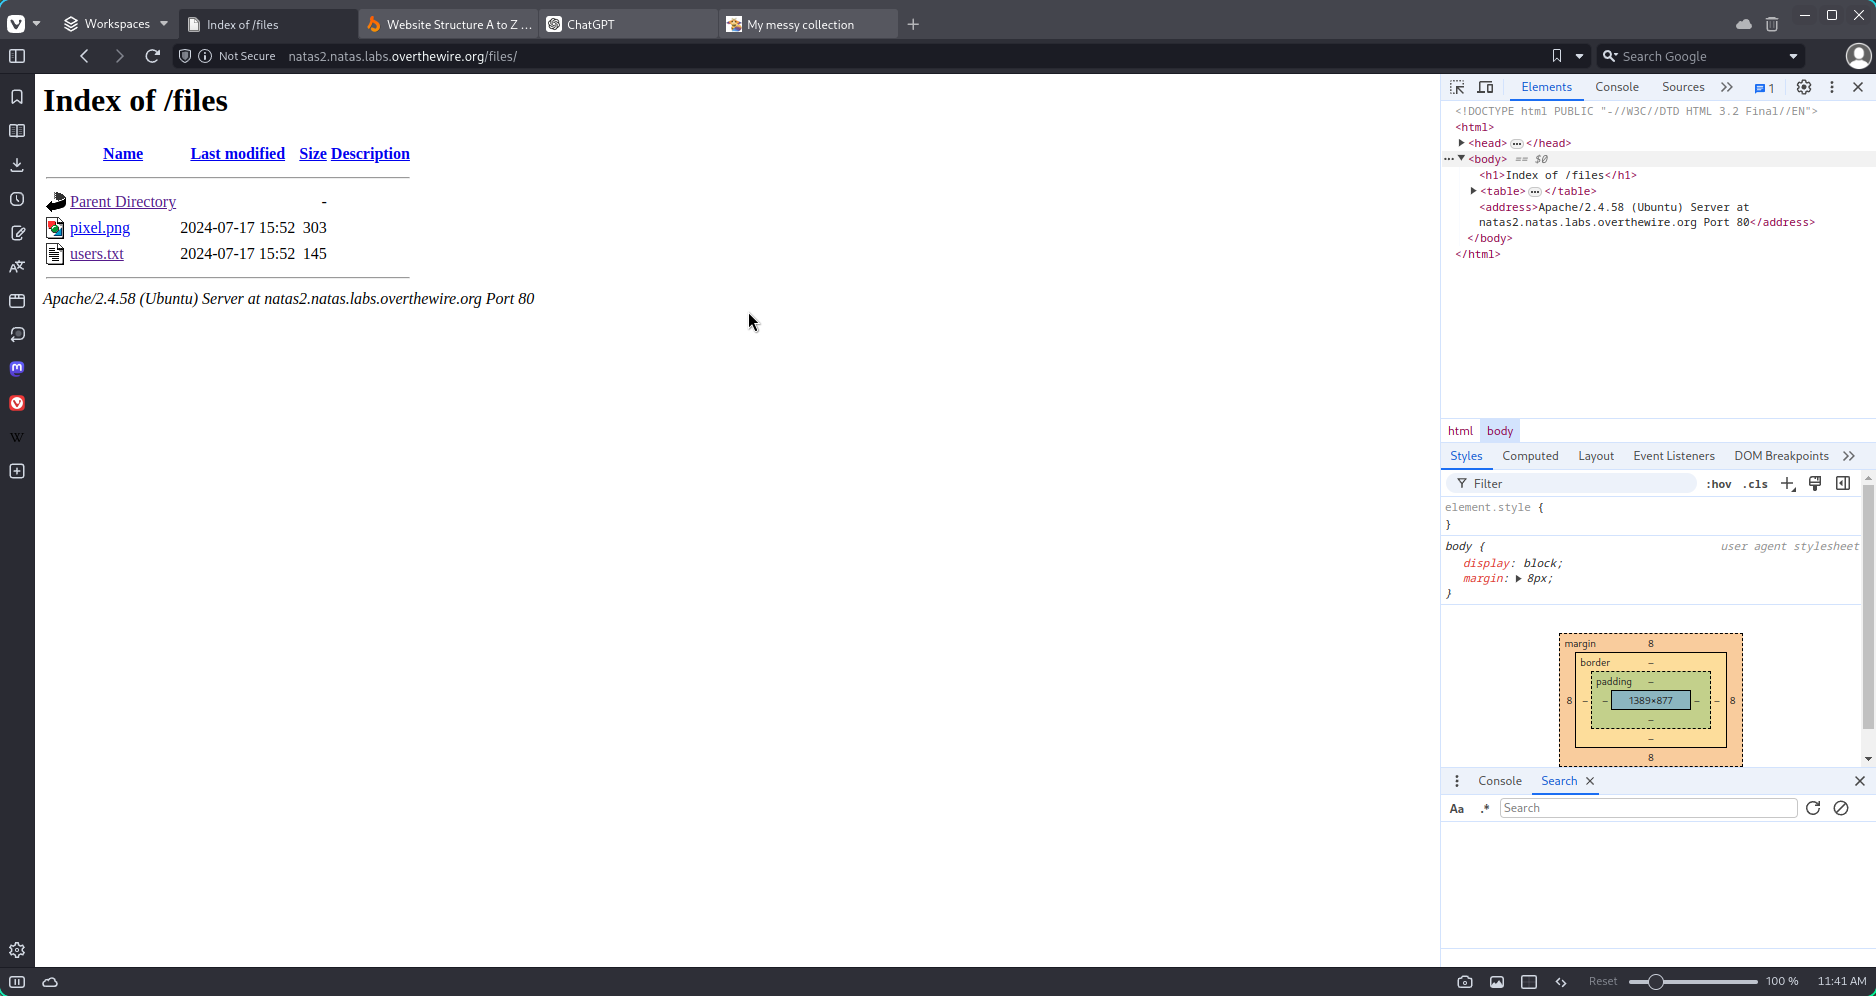 Workspaces
Index of /files
Website Structure A to Z ...
ChatGPT
My messy collection
Not Secure
natas2.natas.labs.overthewire.org/files/
Search Google
Index of /files
Name Last modified Size Description
Parent Directory -
pixel.png 2024-07-17 15:52 303
users.txt 2024-07-17 15:52 145
Apache/2.4.58 (Ubuntu) Server at natas2.natas.labs.overthewire.org Port 80
Elements Console Sources 1
<!DOCTYPE html PUBLIC "-//W3C//DTD HTML 3.2 Final//EN">
<html>
<head> ... </head>
... <body> == $0
<h1>Index of /files</h1>
<table> ... </table>
<address>Apache/2.4.58 (Ubuntu) Server at
natas2.natas.labs.overthewire.org Port 80</address>
</body>
</html>
html body
Styles Computed Layout Event Listeners DOM Breakpoints
Filter :hov .cls
element.style {
}
body { user agent stylesheet
display: block;
margin: 8px;
}
margin 8
border –
padding –
8 – – 1389×877 – – 8
–
–
8
Console Search
Aa .* Search
Reset 100 % 11:41 AM